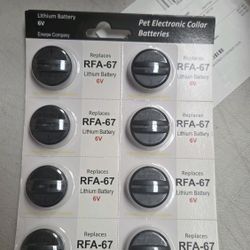 Lithium Battery
6V
Energy Company
Pet Electronic Collar
Batteries
Replaces
RFA-67
Lithium Battery
6V
Replaces
RFA-67
Lithium Battery
6V
Replaces
RFA-67
Lithium Battery
6V
Replaces
RFA-67
Lithium Battery
6V
Replaces
RFA-67
Lithium Battery
6V
Replaces
RFA-67
Lithium Battery
6V
Replaces
RFA-67
Replaces
RFA-67